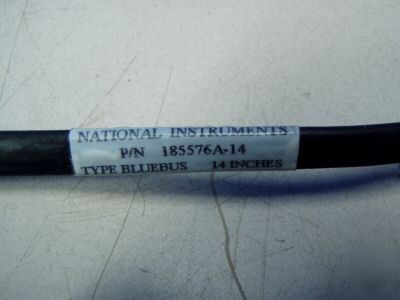 NATIONAL INSTRUMENTS
P/N 185576A-14
TYPE BLUEBUS 14 INCHES